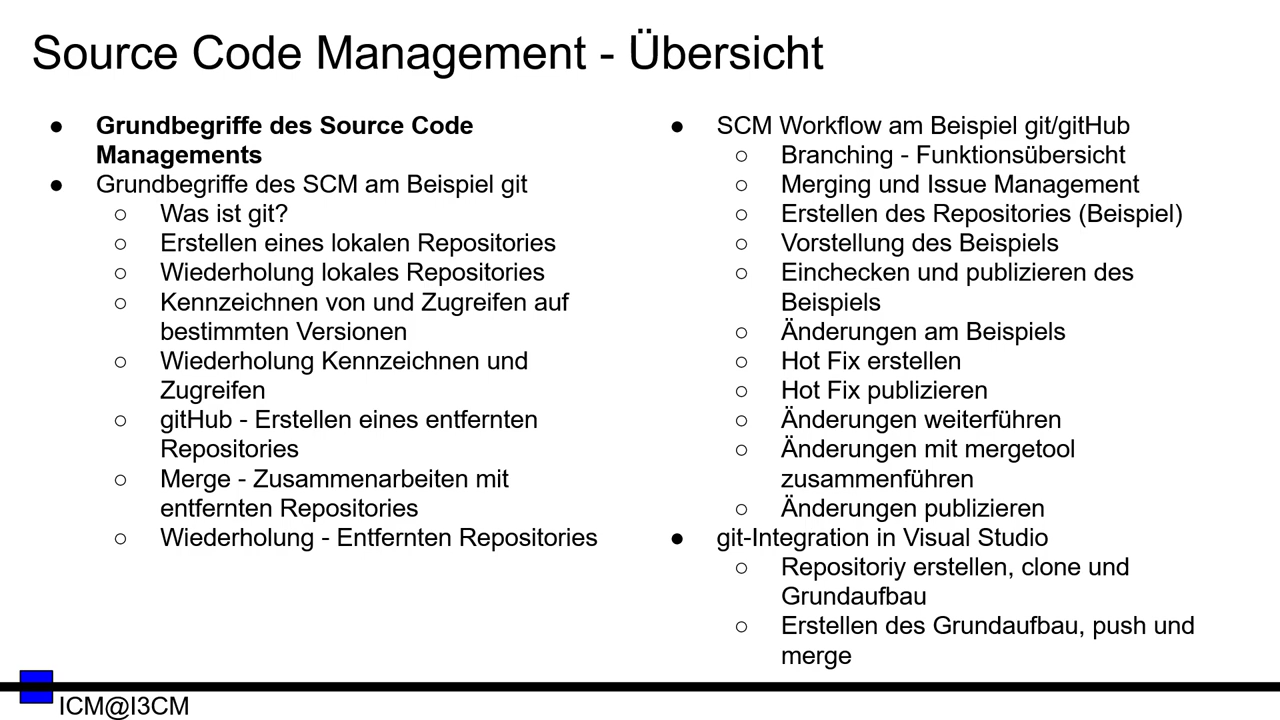 Source Code Management - Übersicht
● Grundbegriffe des Source Code
Managements
● Grundbegriffe des SCM am Beispiel git
○ Was ist git?
○ Erstellen eines lokalen Repositories
○ Wiederholung lokales Repositories
○ Kennzeichnen von und Zugreifen auf
bestimmten Versionen
○ Wiederholung Kennzeichnen und
Zugreifen
○ gitHub - Erstellen eines entfernten
Repositories
○ Merge - Zusammenarbeiten mit
entfernten Repositories
○ Wiederholung - Entfernten Repositories
● SCM Workflow am Beispiel git/gitHub
○ Branching - Funktionsübersicht
○ Merging und Issue Management
○ Erstellen des Repositories (Beispiel)
○ Vorstellung des Beispiels
○ Einchecken und publizieren des
Beispiels
○ Änderungen am Beispiels
○ Hot Fix erstellen
○ Hot Fix publizieren
○ Änderungen weiterführen
○ Änderungen mit mergetool
zusammenführen
○ Änderungen publizieren
● git-Integration in Visual Studio
○ Repositoriy erstellen, clone und
Grundaufbau
○ Erstellen des Grundaufbau, push und
merge
ICM@I3CM